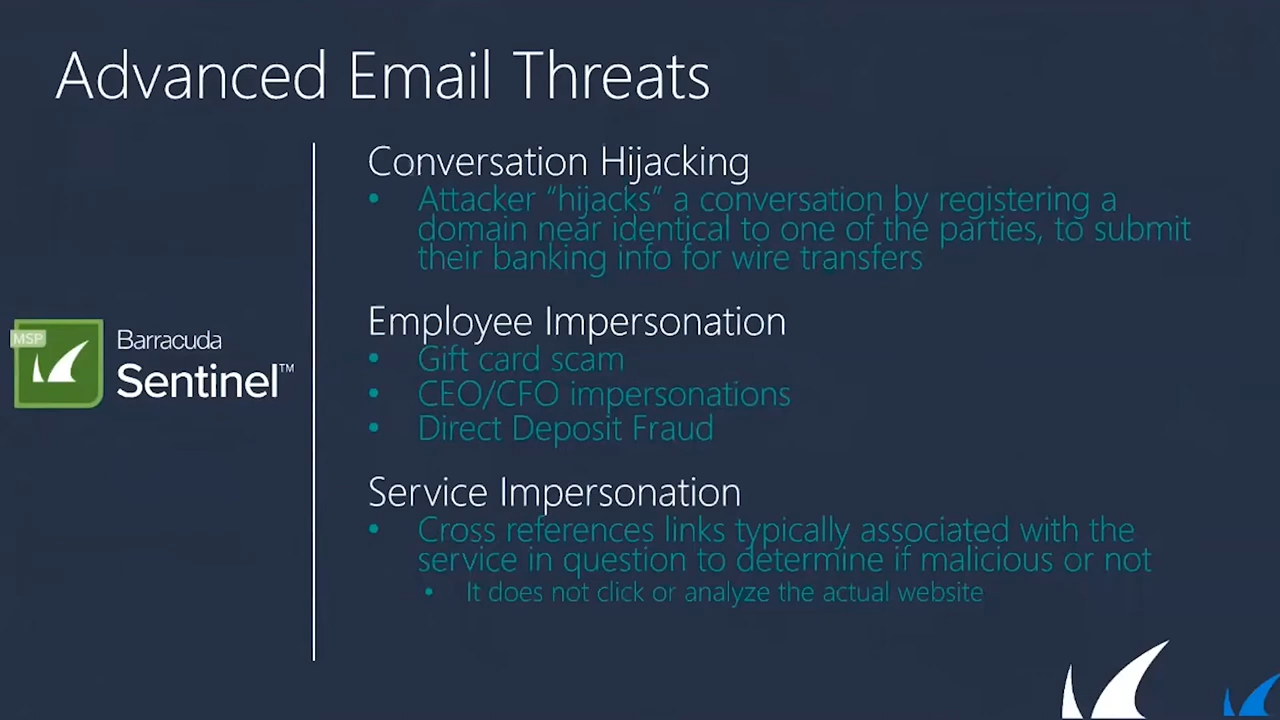 Advanced Email Threats
Conversation Hijacking
• Attacker “hijacks” a conversation by registering a
domain near identical to one of the parties, to submit
their banking info for wire transfers
Employee Impersonation
• Gift card scam
• CEO/CFO impersonations
• Direct Deposit Fraud
MSP
Barracuda
Sentinel™
Service Impersonation
• Cross references links typically associated with the
service in question to determine if malicious or not
• It does not click or analyze the actual website